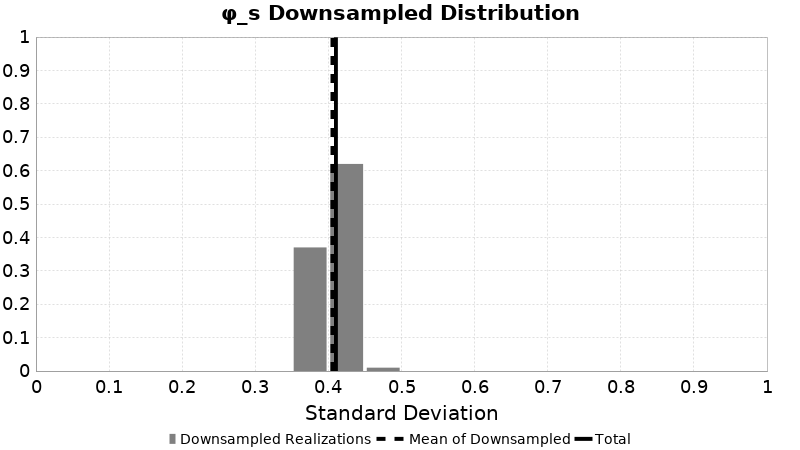 φ_s Downsampled Distribution
1
0.9
0.8
0.7
0.6
0.5
0.4
0.3
0.2
0.1
0
0 0.1 0.2 0.3 0.4 0.5 0.6 0.7 0.8 0.9 1
Standard Deviation
Downsampled Realizations Mean of Downsampled Total